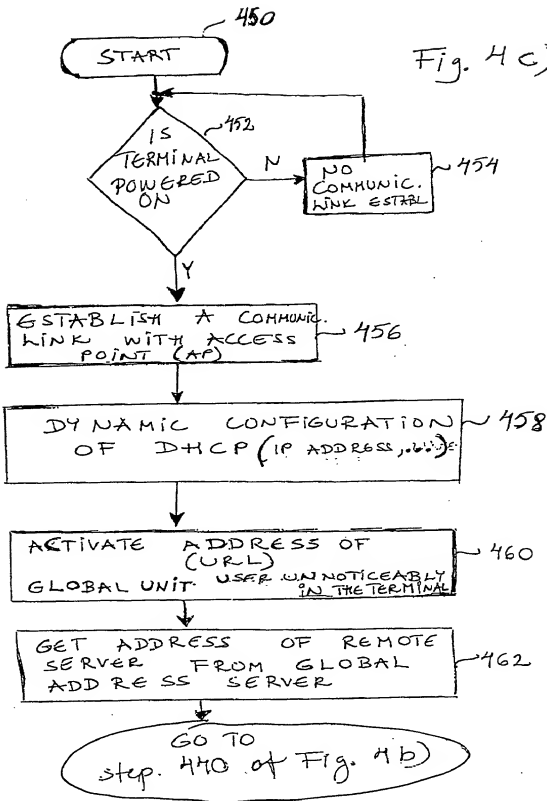 450
START
Fig. 4 c)
452
IS
TERMINAL
POWERED
ON
N
NO
COMMUNIC.
LINK ESTABL
454
Y
ESTABLISH A COMMUNIC.
LINK WITH ACCESS
POINT (AP)
456
DYNAMIC CONFIGURATION
OF DHCP (IP ADDRESS,
458
ACTIVATE ADDRESS OF
(URL)
GLOBAL UNIT USER UNNOTICEABLY
IN THE TERMINAL
460
GET ADDRESS OF REMOTE
SERVER FROM GLOBAL
ADDRESS SERVER
462
GO TO
step. 440 of Fig. 4 b)